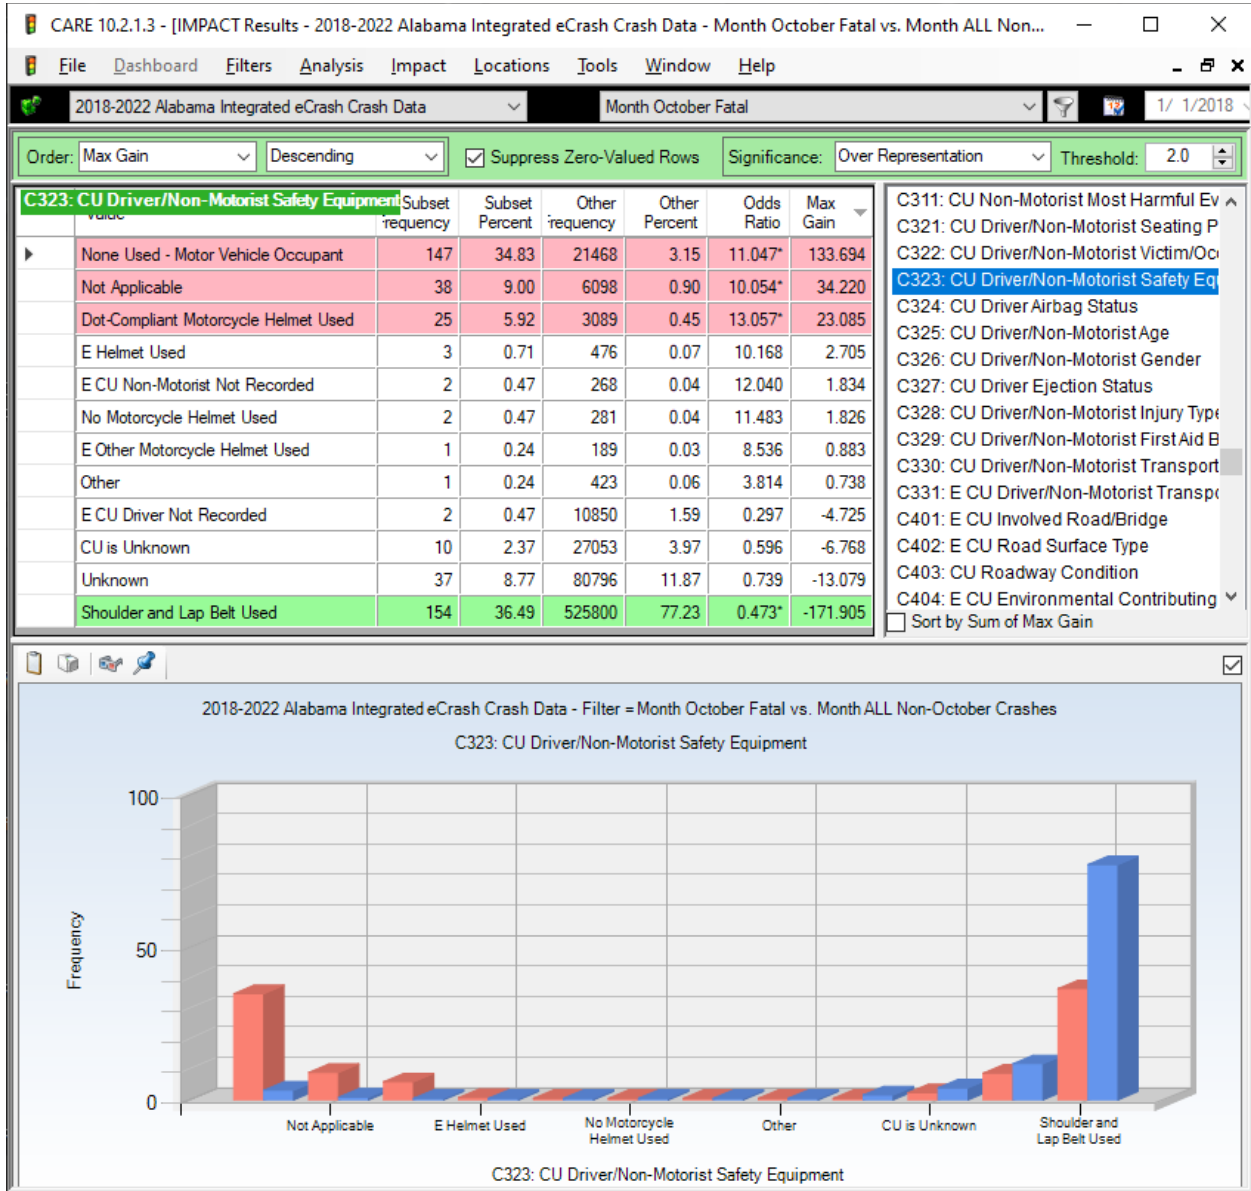 CARE 10.2.1.3 - [IMPACT Results - 2018-2022 Alabama Integrated eCrash Crash Data - Month October Fatal vs. Month ALL Non...
File Dashboard Filters Analysis Impact Locations Tools Window Help
2018-2022 Alabama Integrated eCrash Crash Data Month October Fatal 1/ 1/2018
Order: Max Gain Descending Suppress Zero-Valued Rows Significance: Over Representation Threshold: 2.0
C323: CU Driver/Non-Motorist Safety Equipment
Subset Frequency Subset Percent Other Frequency Other Percent Odds Ratio Max Gain
None Used - Motor Vehicle Occupant 147 34.83 21468 3.15 11.047* 133.694
Not Applicable 38 9.00 6098 0.90 10.054* 34.220
Dot-Compliant Motorcycle Helmet Used 25 5.92 3089 0.45 13.057* 23.085
E Helmet Used 3 0.71 476 0.07 10.168 2.705
E CU Non-Motorist Not Recorded 2 0.47 268 0.04 12.040 1.834
No Motorcycle Helmet Used 2 0.47 281 0.04 11.483 1.826
E Other Motorcycle Helmet Used 1 0.24 189 0.03 8.536 0.883
Other 1 0.24 423 0.06 3.814 0.738
E CU Driver Not Recorded 2 0.47 10850 1.59 0.297 -4.725
CU is Unknown 10 2.37 27053 3.97 0.596 -6.768
Unknown 37 8.77 80796 11.87 0.739 -13.079
Shoulder and Lap Belt Used 154 36.49 525800 77.23 0.473* -171.905
C311: CU Non-Motorist Most Harmful Ev
C321: CU Driver/Non-Motorist Seating P
C322: CU Driver/Non-Motorist Victim/Occ
C323: CU Driver/Non-Motorist Safety Equ
C324: CU Driver Airbag Status
C325: CU Driver/Non-Motorist Age
C326: CU Driver/Non-Motorist Gender
C327: CU Driver Ejection Status
C328: CU Driver/Non-Motorist Injury Type
C329: CU Driver/Non-Motorist First Aid B
C330: CU Driver/Non-Motorist Transport
C331: E CU Driver/Non-Motorist Transpo
C401: E CU Involved Road/Bridge
C402: E CU Road Surface Type
C403: CU Roadway Condition
C404: E CU Environmental Contributing
Sort by Sum of Max Gain
2018-2022 Alabama Integrated eCrash Crash Data - Filter = Month October Fatal vs. Month ALL Non-October Crashes
C323: CU Driver/Non-Motorist Safety Equipment
100
50
0
Frequency
Not Applicable
E Helmet Used
No Motorcycle
Helmet Used
Other
CU is Unknown
Shoulder and
Lap Belt Used
C323: CU Driver/Non-Motorist Safety Equipment